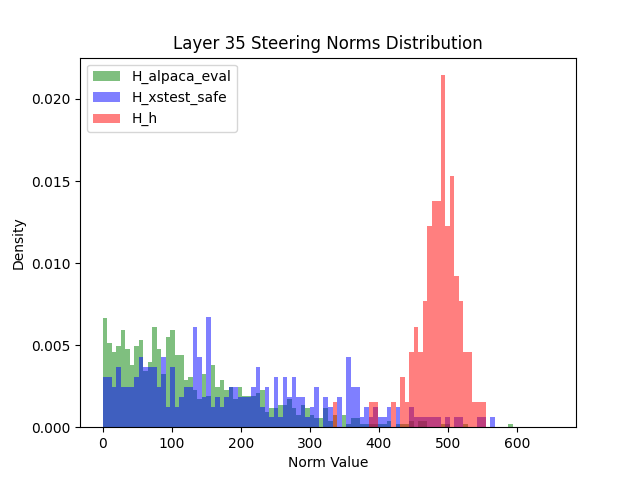 Layer 35 Steering Norms Distribution
H_alpaca_eval
H_xstest_safe
H_h
0.020
0.015
0.010
0.005
0.000
Density
0 100 200 300 400 500 600
Norm Value